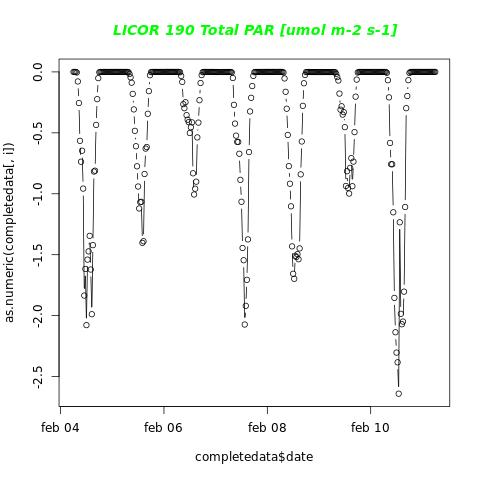 LICOR 190 Total PAR [umol m-2 s-1]
as.numeric(completedata[, i])
0.0
-0.5
-1.0
-1.5
-2.0
-2.5
feb 04 feb 06 feb 08 feb 10
completedata$date